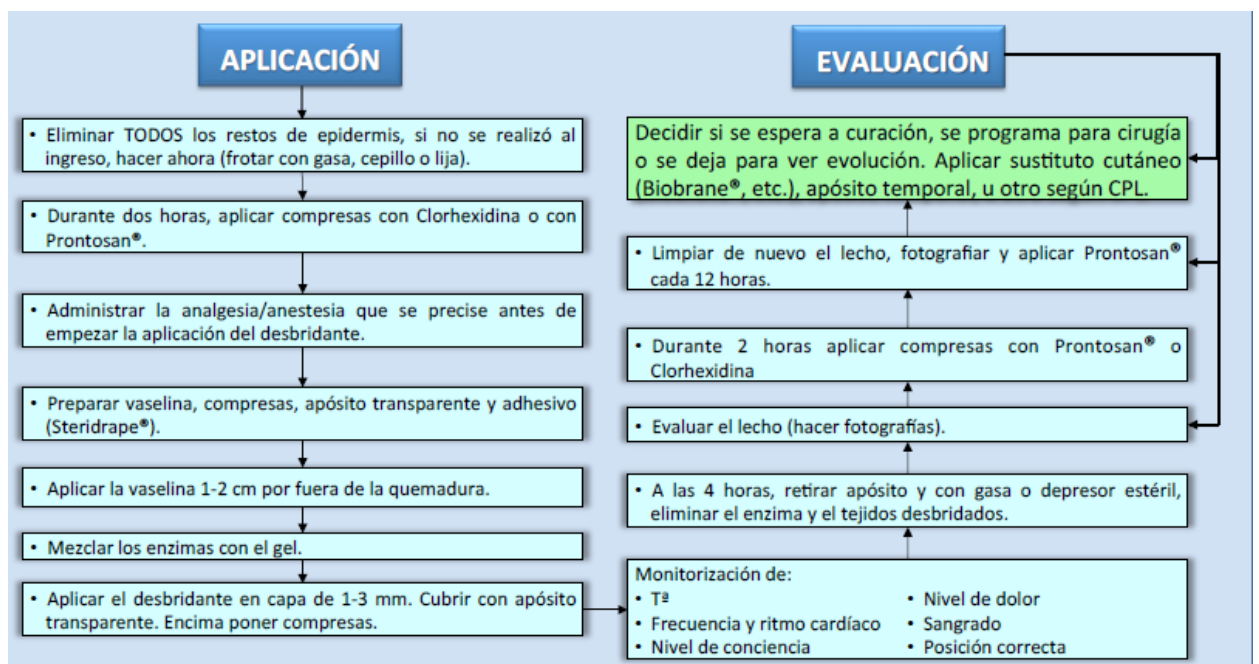 APLICACIÓN
• Eliminar TODOS los restos de epidermis, si no se realizó al
ingreso, hacer ahora (frotar con gasa, cepillo o lija).
• Durante dos horas, aplicar compresas con Clorhexidina o con
Prontosan®.
• Administrar la analgesia/anestesia que se precise antes de
empezar la aplicación del desbridante.
• Preparar vaselina, compresas, apósito transparente y adhesivo
(Steridrape®).
• Aplicar la vaselina 1-2 cm por fuera de la quemadura.
• Mezclar los enzimas con el gel.
• Aplicar el desbridante en capa de 1-3 mm. Cubrir con apósito
transparente. Encima poner compresas.
EVALUACIÓN
Decidir si se espera a curación, se programa para cirugía
o se deja para ver evolución. Aplicar sustituto cutáneo
(Biobrane®, etc.), apósito temporal, u otro según CPL.
• Limpiar de nuevo el lecho, fotografiar y aplicar Prontosan®
cada 12 horas.
• Durante 2 horas aplicar compresas con Prontosan® o
Clorhexidina
• Evaluar el lecho (hacer fotografías).
• A las 4 horas, retirar apósito y con gasa o depresor estéril,
eliminar el enzima y el tejidos desbridados.
Monitorización de:
• Tª
• Frecuencia y ritmo cardíaco
• Nivel de conciencia
• Nivel de dolor
• Sangrado
• Posición correcta